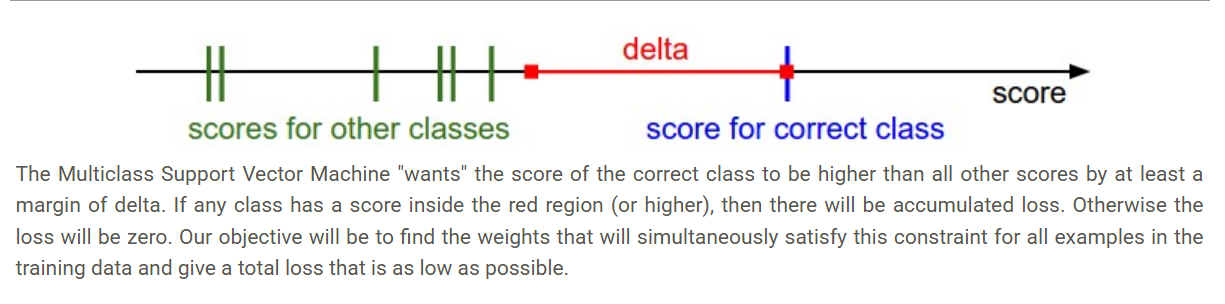 delta
score
scores for other classes
score for correct class
The Multiclass Support Vector Machine "wants" the score of the correct class to be higher than all other scores by at least a
margin of delta. If any class has a score inside the red region (or higher), then there will be accumulated loss. Otherwise the
loss will be zero. Our objective will be to find the weights that will simultaneously satisfy this constraint for all examples in the
training data and give a total loss that is as low as possible.